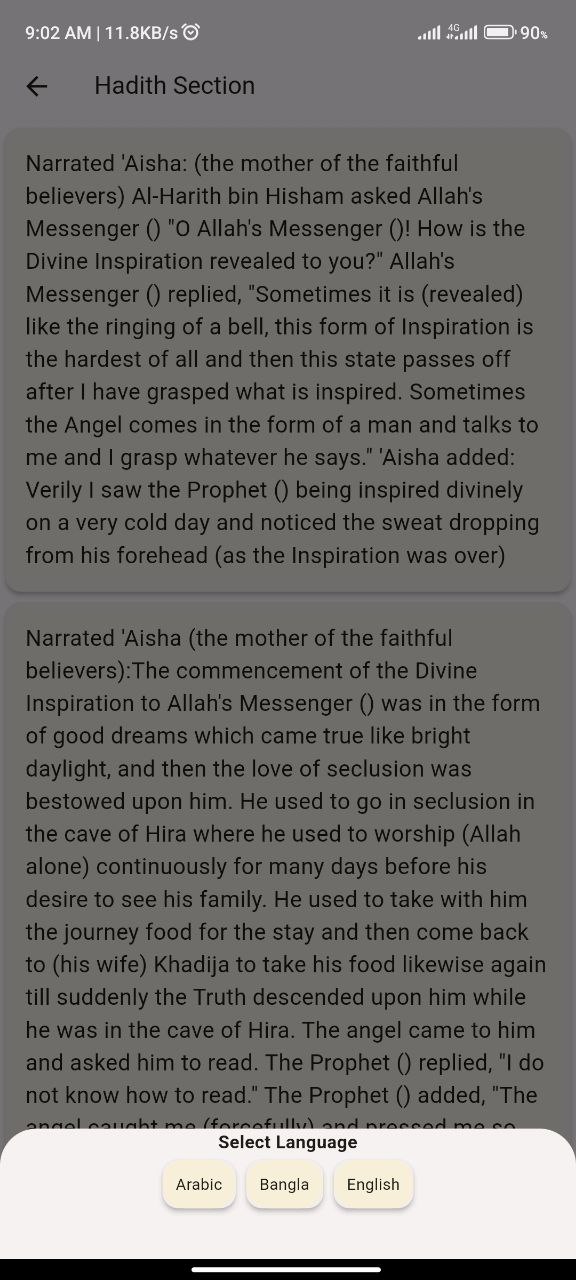 9:02 AM | 11.8KB/s
4G
90%
Hadith Section
Narrated 'Aisha: (the mother of the faithful
believers) Al-Harith bin Hisham asked Allah's
Messenger () "O Allah's Messenger ()! How is the
Divine Inspiration revealed to you?" Allah's
Messenger () replied, "Sometimes it is (revealed)
like the ringing of a bell, this form of Inspiration is
the hardest of all and then this state passes off
after I have grasped what is inspired. Sometimes
the Angel comes in the form of a man and talks to
me and I grasp whatever he says." 'Aisha added:
Verily I saw the Prophet () being inspired divinely
on a very cold day and noticed the sweat dropping
from his forehead (as the Inspiration was over)
Narrated 'Aisha (the mother of the faithful
believers):The commencement of the Divine
Inspiration to Allah's Messenger () was in the form
of good dreams which came true like bright
daylight, and then the love of seclusion was
bestowed upon him. He used to go in seclusion in
the cave of Hira where he used to worship (Allah
alone) continuously for many days before his
desire to see his family. He used to take with him
the journey food for the stay and then come back
to (his wife) Khadija to take his food likewise again
till suddenly the Truth descended upon him while
he was in the cave of Hira. The angel came to him
and asked him to read. The Prophet () replied, "I do
not know how to read." The Prophet () added, "The
angel caught me (forcefully) and pressed me so
Select Language
Arabic Bangla English